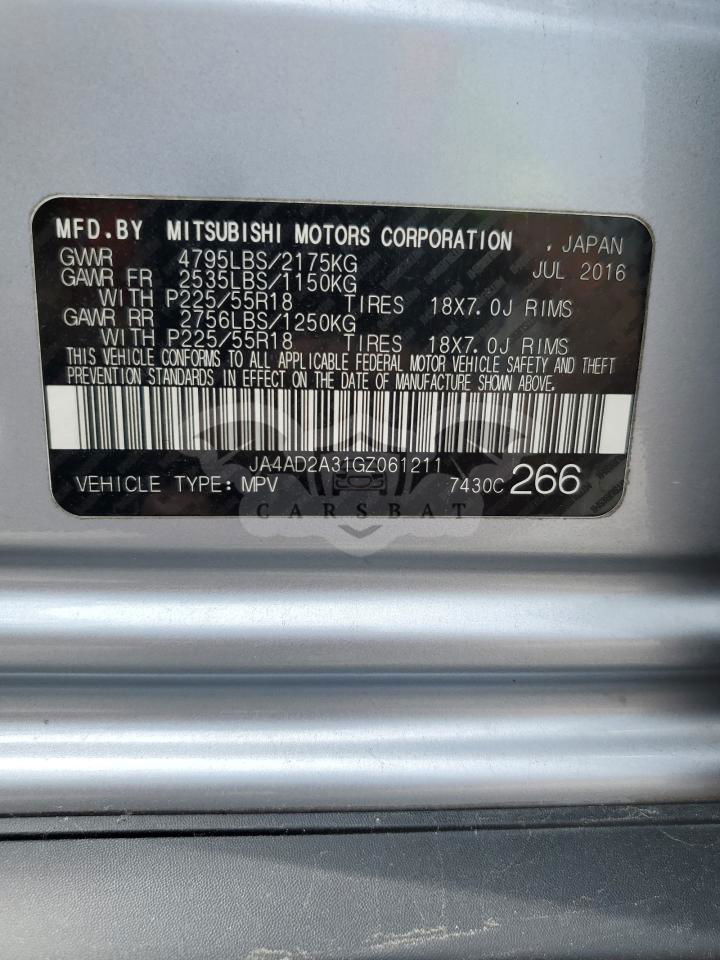 MFD.BY MITSUBISHI MOTORS CORPORATION , JAPAN
GWWR 4795LBS/2175KG JUL 2016
GAWR FR 2535LBS/1150KG
WITH P225/55R18 TIRES 18X7.0J RIMS
GAWR RR 2756LBS/1250KG
WITH P225/55R18 TIRES 18X7.0J RIMS
THIS VEHICLE CONFORMS TO ALL APPLICABLE FEDERAL MOTOR VEHICLE SAFETY AND THEFT
PREVENTION STANDARDS IN EFFECT ON THE DATE OF MANUFACTURE SHOWN ABOVE.
JA4AD2A31GZ061211
VEHICLE TYPE: MPV 7430C 266
CARSBAT